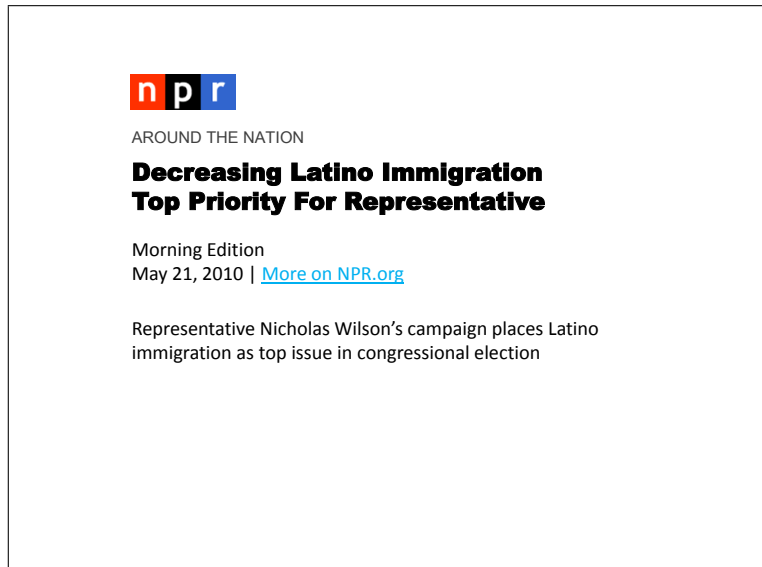 npr
AROUND THE NATION
Decreasing Latino Immigration
Top Priority For Representative
Morning Edition
May 21, 2010 | More on NPR.org
Representative Nicholas Wilson’s campaign places Latino
immigration as top issue in congressional election